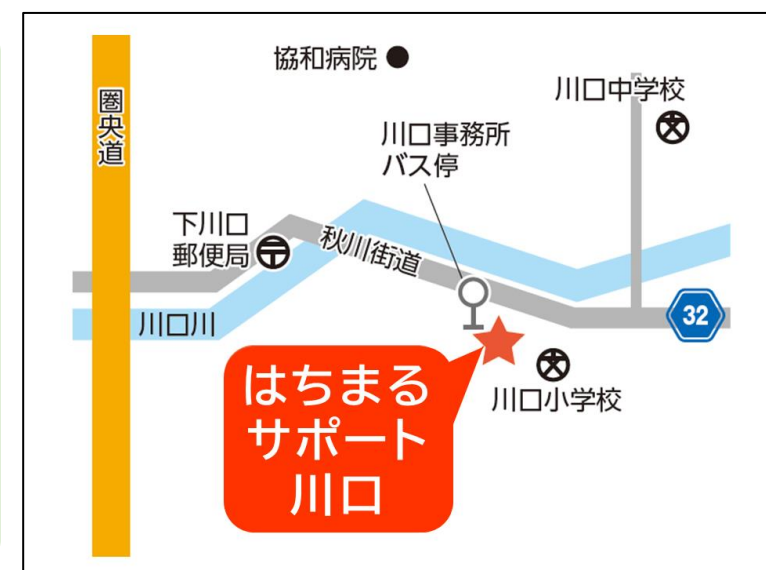 協和病院
川口中学校
圏央道
川口事務所
バス停
下川口
郵便局
秋川街道
川口川
32
はちまる
サポート
川口
川口小学校